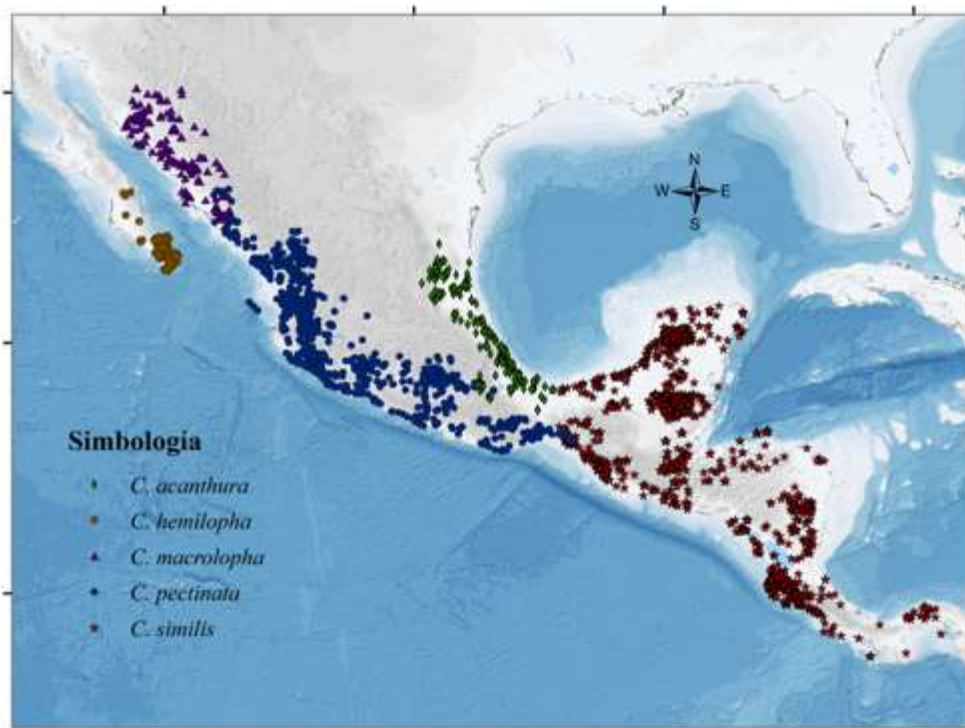 N
W E
S
Simbología
C. acanthura
C. hemilopha
C. macrolopha
C. pectinata
C. similis